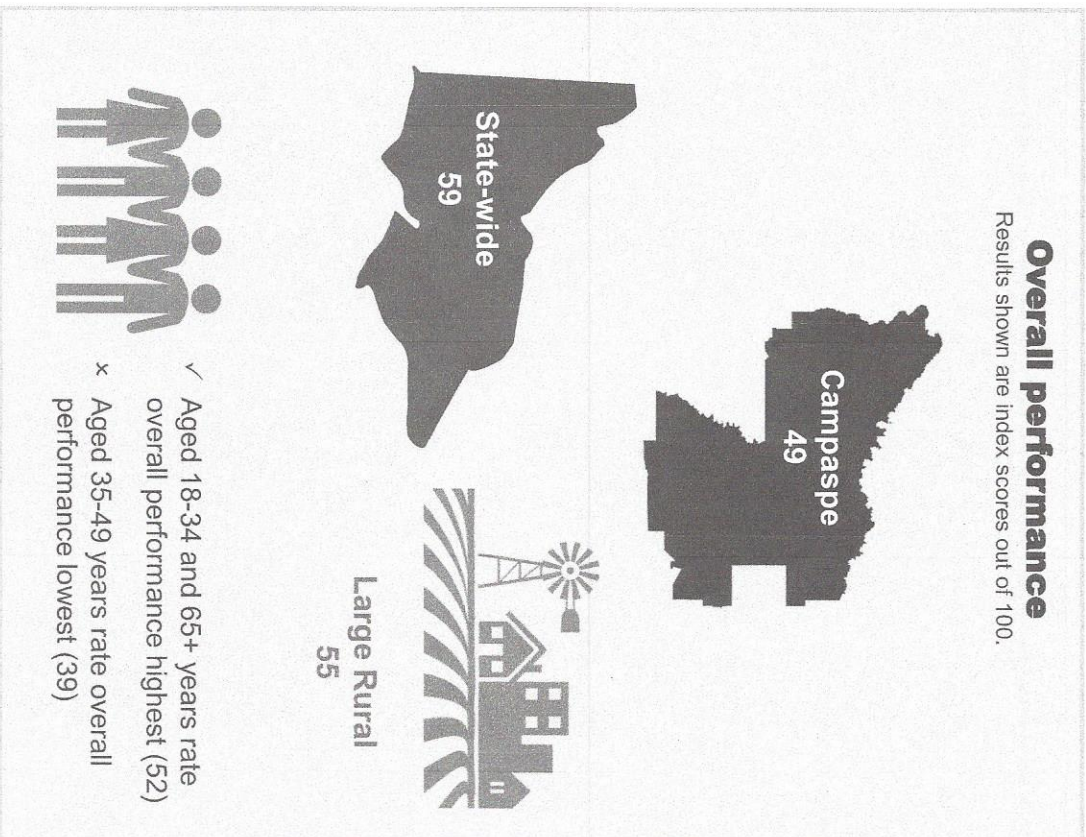 Overall performance
Results shown are index scores out of 100.
Campaspe
49
State-wide
59
Large Rural
55
✓ Aged 18-34 and 65+ years rate
overall performance highest (52)
x Aged 35-49 years rate overall
performance lowest (39)